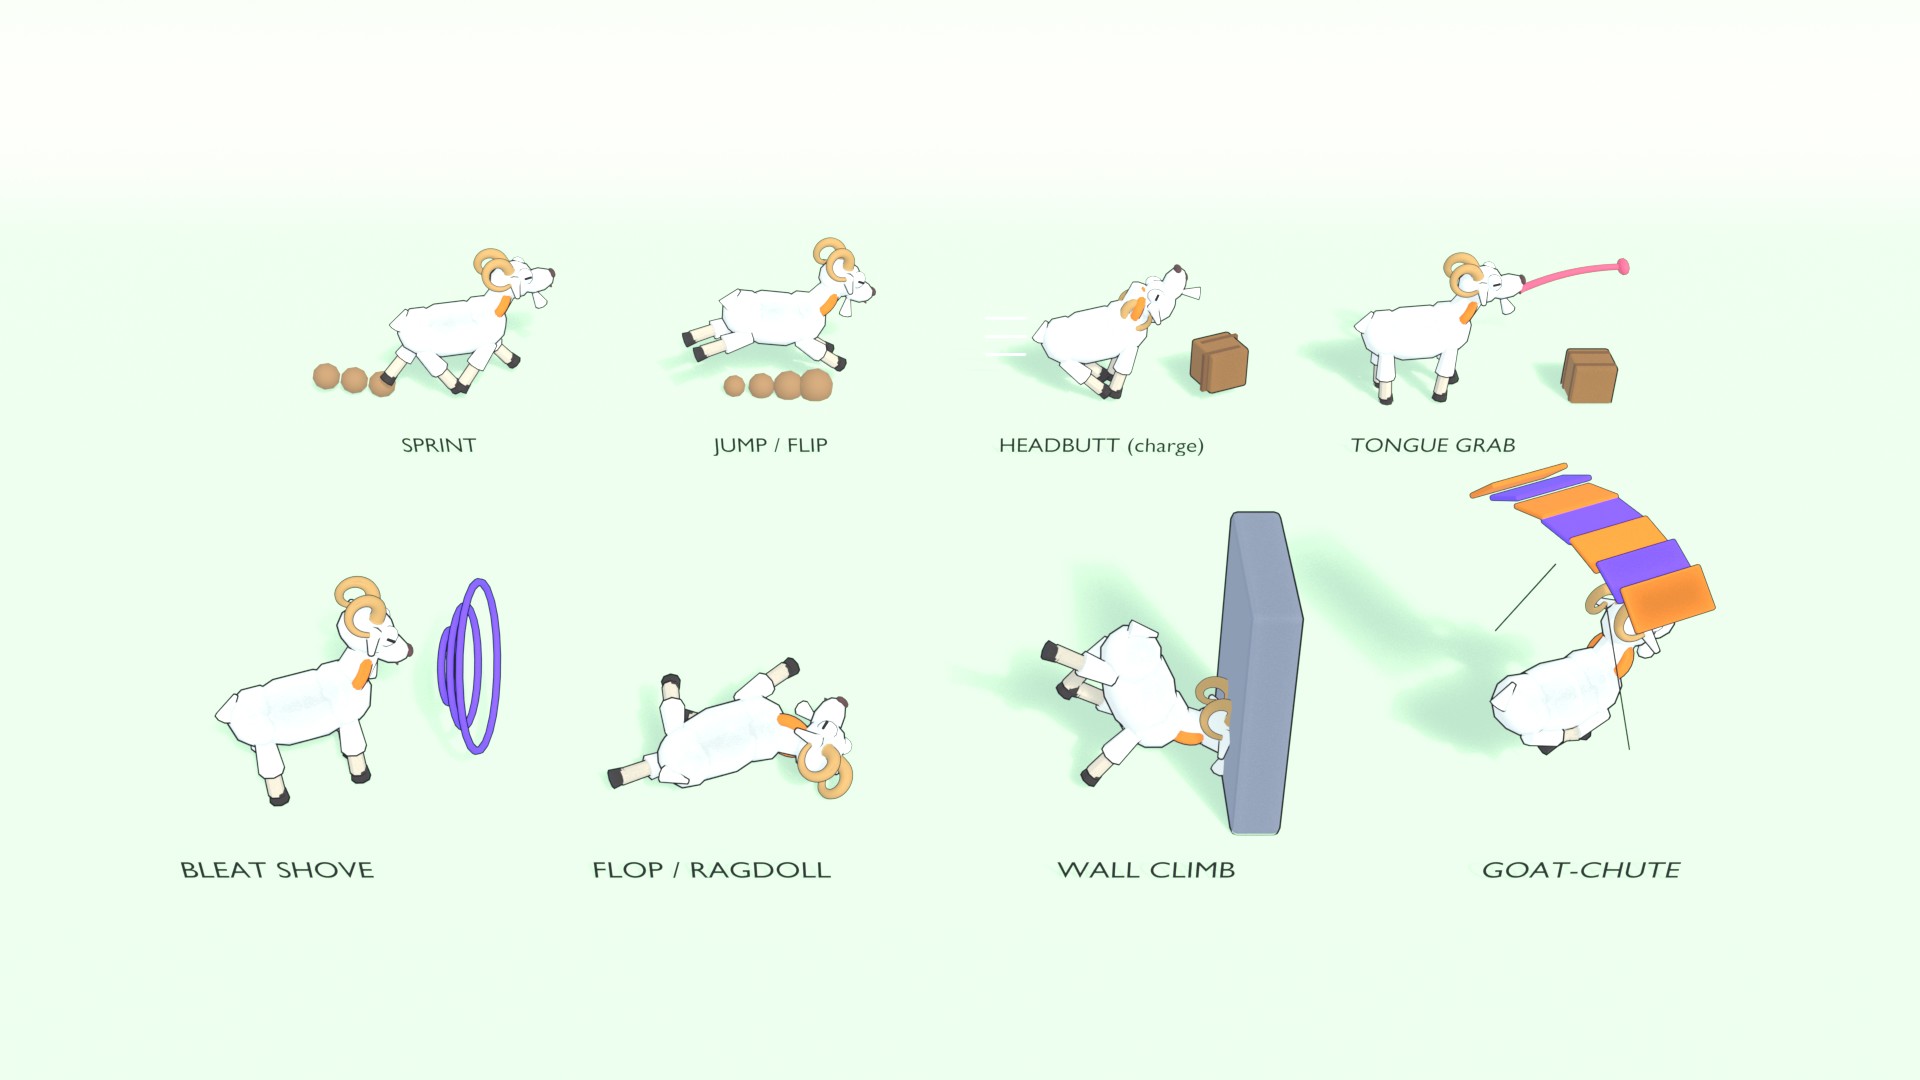 SPRINT
JUMP / FLIP
HEADBUTT (charge)
TONGUE GRAB
BLEAT SHOVE
FLOP / RAGDOLL
WALL CLIMB
GOAT-CHUTE